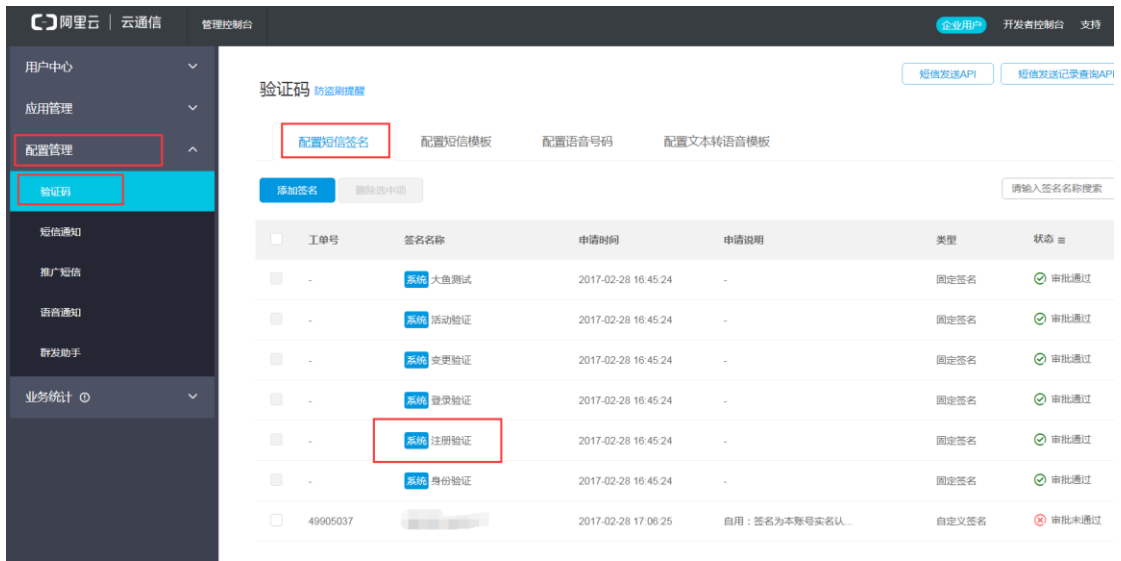 阿里云 | 云通信 管理控制台 企业用户 开发者控制台 支持
用户中心
应用管理
配置管理
验证码
短信通知
推广短信
语音通知
群发助手
业务统计
验证码 防盗刷提醒 短信发送API 短信发送记录查询API
配置短信签名 配置短信模板 配置语音号码 配置文本转语音模板
添加签名 删除选中项 请输入签名名称搜索
工单号 签名名称 申请时间 申请说明 类型 状态
- 系统 大鱼测试 2017-02-28 16:45:24 - 固定签名 审批通过
- 系统 活动验证 2017-02-28 16:45:24 - 固定签名 审批通过
- 系统 变更验证 2017-02-28 16:45:24 - 固定签名 审批通过
- 系统 登录验证 2017-02-28 16:45:24 - 固定签名 审批通过
- 系统 注册验证 2017-02-28 16:45:24 - 固定签名 审批通过
- 系统 身份验证 2017-02-28 16:45:24 - 固定签名 审批通过
49905037 2017-02-28 17:06:25 自用：签名为本账号实名认... 自定义签名 审批未通过